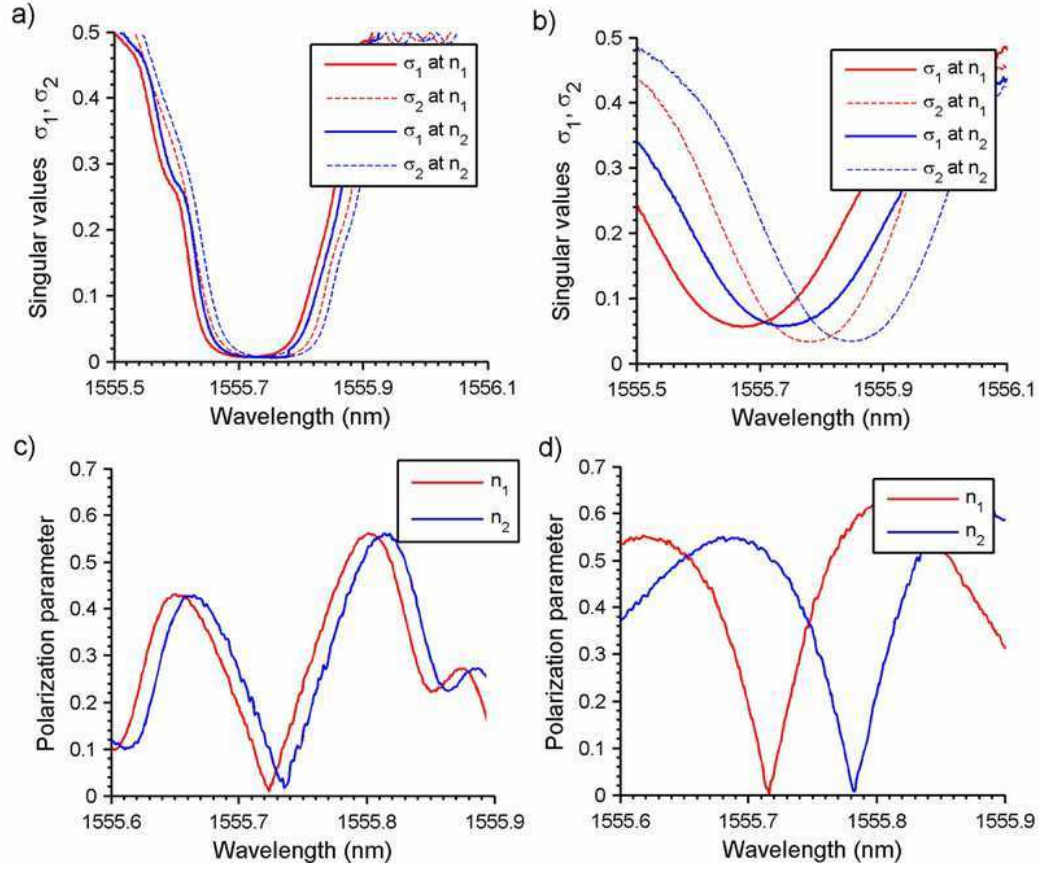 a)
Singular values σ1, σ2
0.5
0.4
0.3
0.2
0.1
0
1555.5 1555.7 1555.9 1556.1
Wavelength (nm)
σ1 at n1
σ2 at n1
σ1 at n2
σ2 at n2
b)
Singular values σ1, σ2
0.5
0.4
0.3
0.2
0.1
0
1555.5 1555.7 1555.9 1556.1
Wavelength (nm)
σ1 at n1
σ2 at n1
σ1 at n2
σ2 at n2
c)
Polarization parameter
0.7
0.6
0.5
0.4
0.3
0.2
0.1
0
1555.6 1555.7 1555.8 1555.9
Wavelength (nm)
n1
n2
d)
Polarization parameter
0.7
0.6
0.5
0.4
0.3
0.2
0.1
0
1555.6 1555.7 1555.8 1555.9
Wavelength (nm)
n1
n2